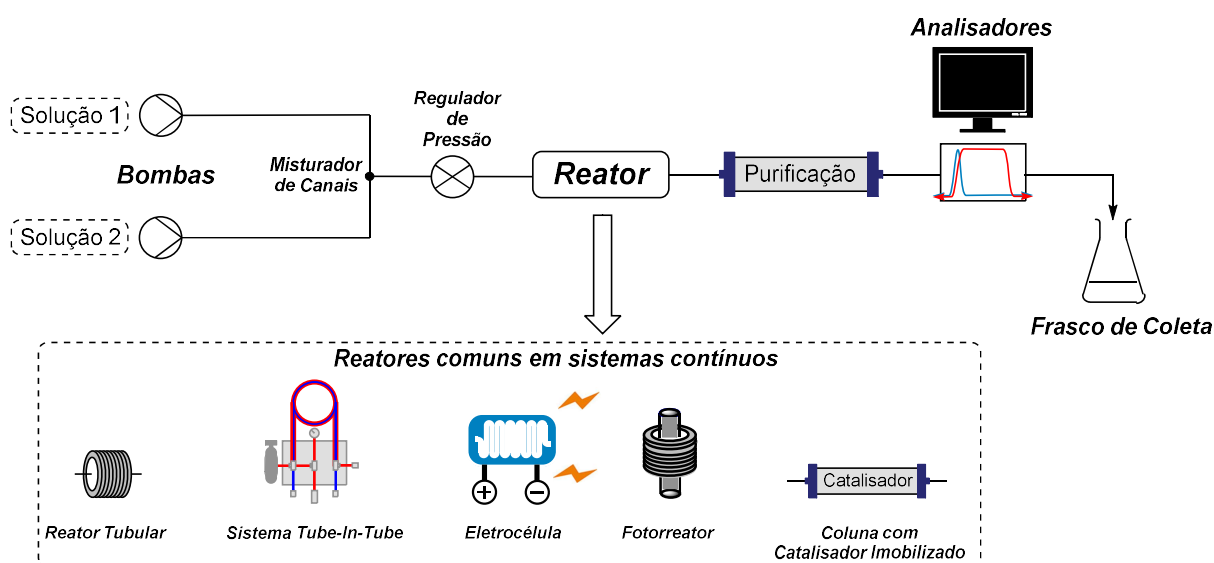 Analisadores
Solução 1
Regulador
de
Pressão
Bombas
Misturador
de Canais
Reator
Purificação
Solução 2
Frasco de Coleta
Reatores comuns em sistemas contínuos
Catalisador
Reator Tubular
Sistema Tube-In-Tube
Eletrocélula
Fotorreator
Coluna com
Catalisador Imobilizado